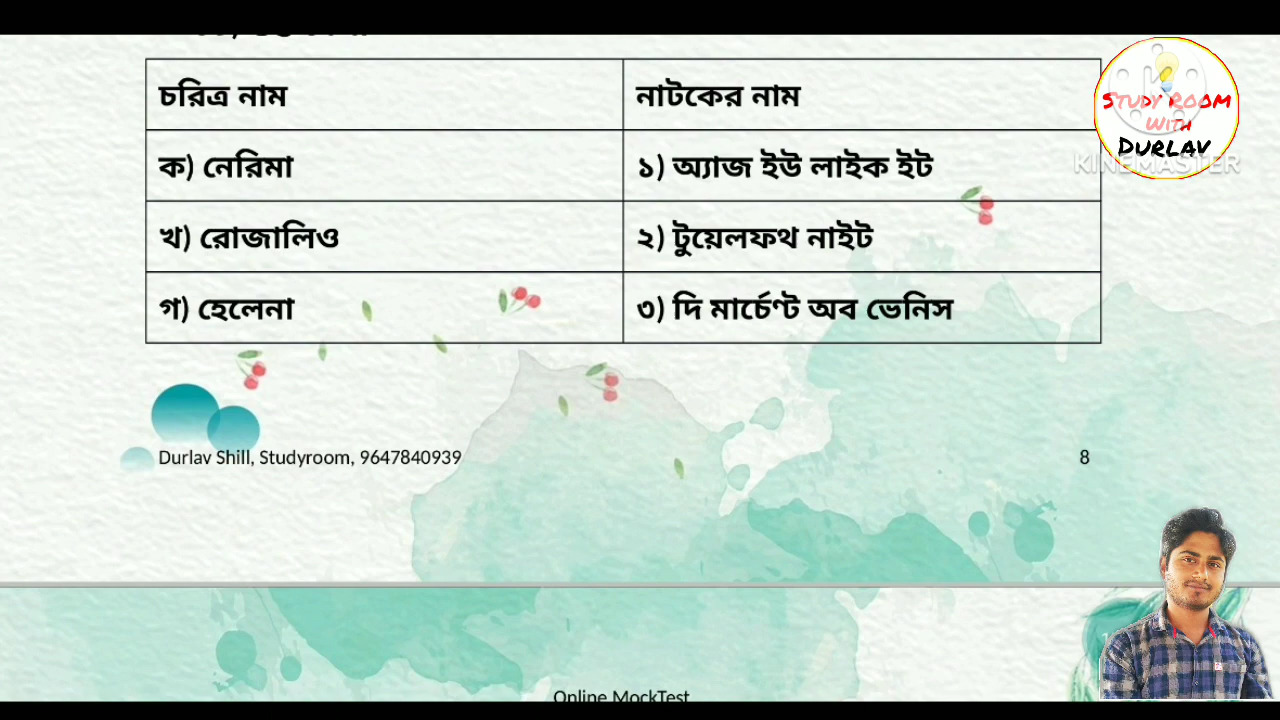 চরিত্র নাম নাটকের নাম
ক) নেরিমা ১) অ্যাজ ইউ লাইক ইট
খ) রোজালিও ২) টুয়েলফথ নাইট
গ) হেলেনা ৩) দি মার্চেণ্ট অব ভেনিস
Durlav Shill, Studyroom, 9647840939 8
Online MockTest
STUDY ROOM
WITH
DURLAV
KINEMASTER